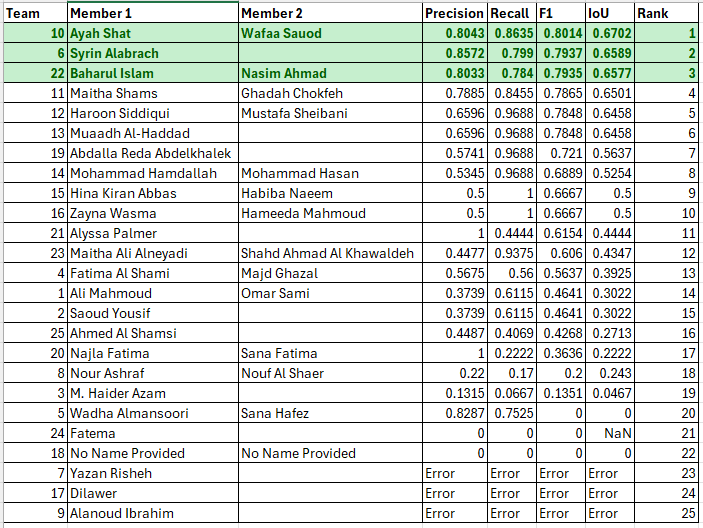 Team Member 1 Member 2 Precision Recall F1 IoU Rank
10 Ayah Shat Wafaa Sauod 0.8043 0.8635 0.8014 0.6702 1
6 Syrin Alabrach 0.8572 0.799 0.7937 0.6589 2
22 Baharul Islam Nasim Ahmad 0.8033 0.784 0.7935 0.6577 3
11 Maitha Shams Ghadah Chokfeh 0.7885 0.8455 0.7865 0.6501 4
12 Haroon Siddiqui Mustafa Sheibani 0.6596 0.9688 0.7848 0.6458 5
13 Muaadh Al-Haddad 0.6596 0.9688 0.7848 0.6458 6
19 Abdalla Reda Abdelkhalek 0.5741 0.9688 0.721 0.5637 7
14 Mohammad Hamdallah Mohammad Hasan 0.5345 0.9688 0.6889 0.5254 8
15 Hina Kiran Abbas Habiba Naeem 0.5 1 0.6667 0.5 9
16 Zayna Wasma Hameeda Mahmoud 0.5 1 0.6667 0.5 10
21 Alyssa Palmer 1 0.4444 0.6154 0.4444 11
23 Maitha Ali Alneyadi Shahd Ahmad Al Khawaldeh 0.4477 0.9375 0.606 0.4347 12
4 Fatima Al Shami Majd Ghazal 0.5675 0.56 0.5637 0.3925 13
1 Ali Mahmoud Omar Sami 0.3739 0.6115 0.4641 0.3022 14
2 Saoud Yousif 0.3739 0.6115 0.4641 0.3022 15
25 Ahmed Al Shamsi 0.4487 0.4069 0.4268 0.2713 16
20 Najla Fatima Sana Fatima 1 0.2222 0.3636 0.2222 17
8 Nour Ashraf Nouf Al Shaer 0.22 0.17 0.2 0.243 18
3 M. Haider Azam 0.1315 0.0667 0.1351 0.0467 19
5 Wadha Almansoori Sana Hafez 0.8287 0.7525 0 0 20
24 Fatema 0 0 0 NaN 21
18 No Name Provided No Name Provided 0 0 0 0 22
7 Yazan Risheh Error Error Error Error 23
17 Dilawer Error Error Error Error 24
9 Alanoud Ibrahim Error Error Error Error 25